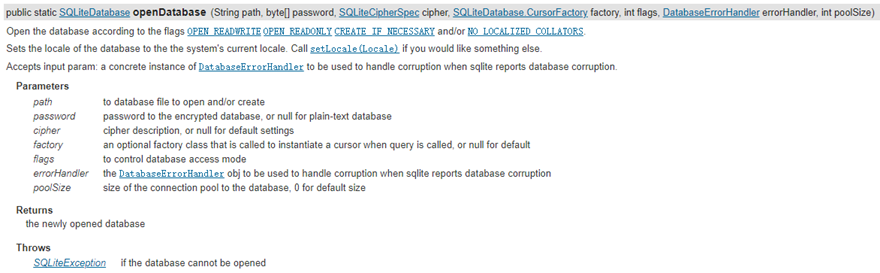 public static SQLiteDatabase openDatabase (String path, byte[] password, SQLiteCipherSpec cipher, SQLiteDatabase CursorFactory factory, int flags, DatabaseErrorHandler errorHandler, int poolSize)
Open the database according to the flags OPEN_READWRITE OPEN_READONLY CREATE_IF_NECESSARY and/or NO_LOCALIZED_COLLATORS.
Sets the locale of the database to the the system's current locale. Call setLocale(Locale) if you would like something else.
Accepts input param: a concrete instance of DatabaseErrorHandler to be used to handle corruption when sqlite reports database corruption.
Parameters
path to database file to open and/or create
password password to the encrypted database, or null for plain-text database
cipher cipher description, or null for default settings
factory an optional factory class that is called to instantiate a cursor when query is called, or null for default
flags to control database access mode
errorHandler the DatabaseErrorHandler obj to be used to handle corruption when sqlite reports database corruption
poolSize size of the connection pool to the database, 0 for default size
Returns
the newly opened database
Throws
SQLiteException if the database cannot be opened